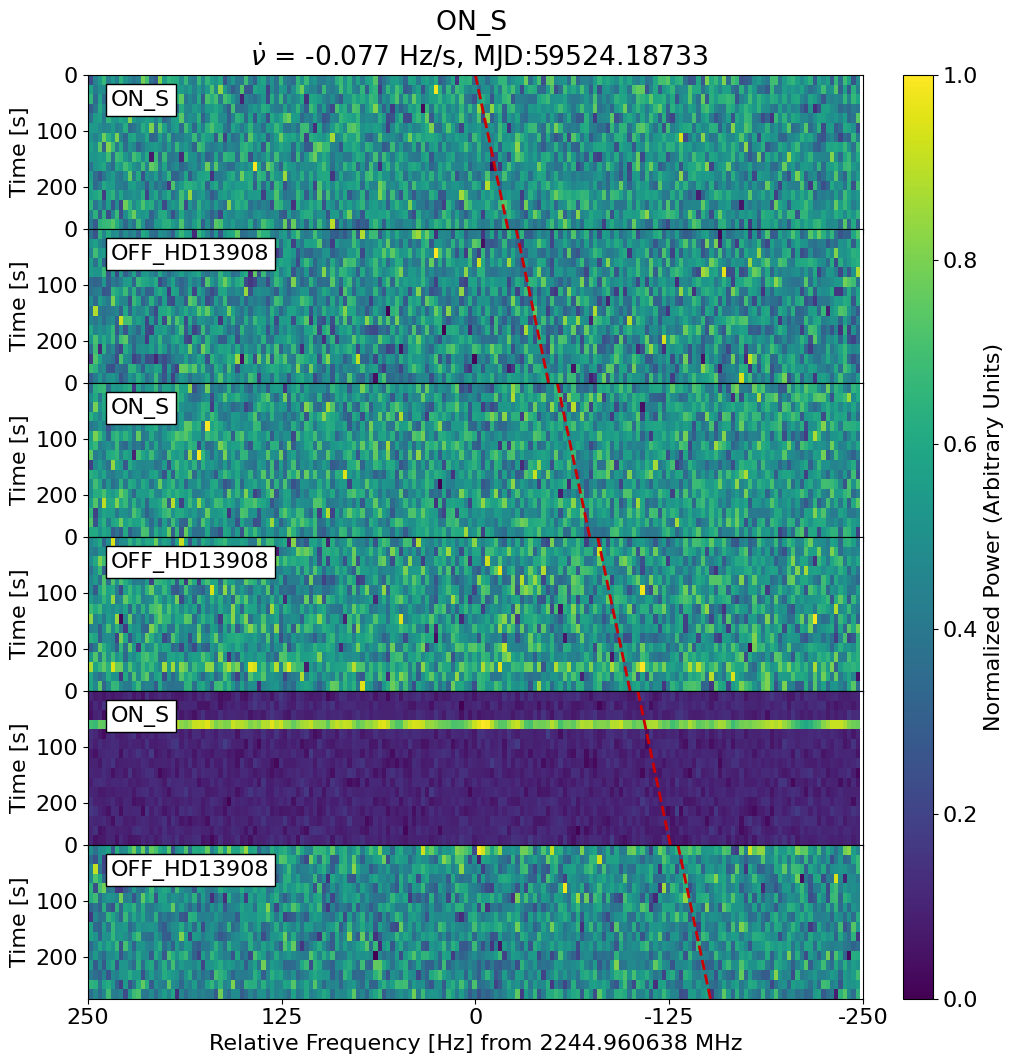 ON_S
ν̇ = -0.077 Hz/s, MJD:59524.18733
0
ON_S
100
200
Time [s]
0
OFF_HD13908
100
200
Time [s]
0
ON_S
100
200
Time [s]
0
OFF_HD13908
100
200
Time [s]
0
ON_S
100
200
Time [s]
0
OFF_HD13908
100
200
Time [s]
250 125 0 -125 -250
Relative Frequency [Hz] from 2244.960638 MHz
1.0
0.8
0.6
0.4
0.2
0.0
Normalized Power (Arbitrary Units)